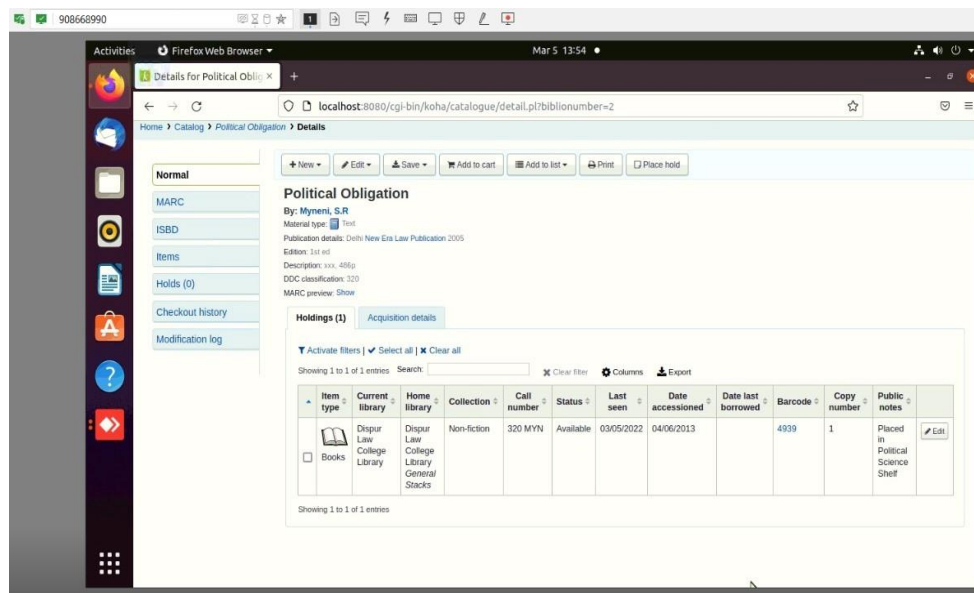 908668990
1
Activities Firefox Web Browser Mar 5 13:54
Details for Political Oblig × +
localhost:8080/cgi-bin/koha/catalogue/detail.pl?biblionumber=2
Home › Catalog › Political Obligation › Details
+ New Edit Save Add to cart Add to list Print Place hold
Normal
MARC
ISBD
Items
Holds (0)
Checkout history
Modification log
Political Obligation
By: Myneni, S.R
Material type: Text
Publication details: Delhi New Era Law Publication 2005
Edition: 1st ed
Description: xxx, 486p
DDC classification: 320
MARC preview: Show
Holdings (1) Acquisition details
Activate filters | Select all | Clear all
Showing 1 to 1 of 1 entries Search: Clear filter Columns Export
Item type Current library Home library Collection Call number Status Last seen Date accessioned Date last borrowed Barcode Copy number Public notes
Books Dispur Law College Library Dispur Law College Library General Stacks Non-fiction 320 MYN Available 03/05/2022 04/06/2013 4939 1 Placed in Political Science Shelf Edit
Showing 1 to 1 of 1 entries